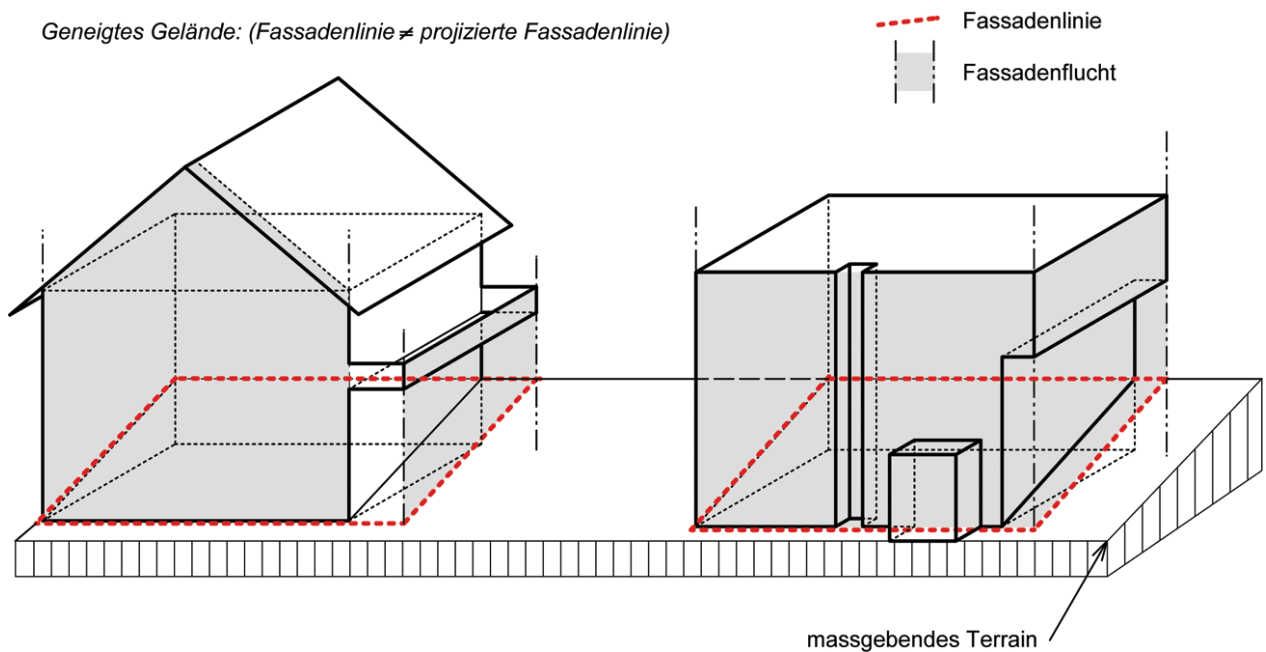 Geneigtes Gelände: (Fassadenlinie ≠ projizierte Fassadenlinie)
Fassadenlinie
Fassadenflucht
massgebendes Terrain